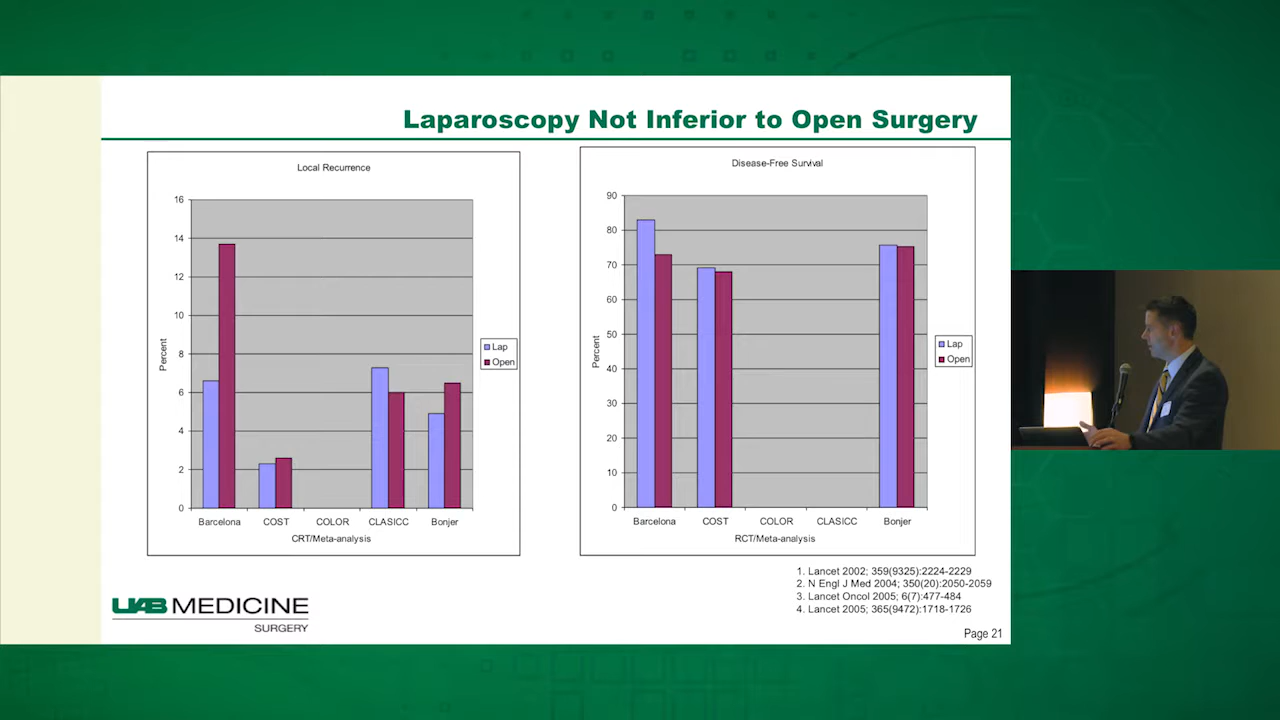 Laparoscopy Not Inferior to Open Surgery
Local Recurrence
16
14
12
10
8
6
4
2
0
Percent
Barcelona COST COLOR CLASICC Bonjer
CRT/Meta-analysis
Lap
Open
Disease-Free Survival
90
80
70
60
50
40
30
20
10
0
Percent
Barcelona COST COLOR CLASICC Bonjer
RCT/Meta-analysis
Lap
Open
1. Lancet 2002; 359(9325):2224-2229
2. N Engl J Med 2004; 350(20):2050-2059
3. Lancet Oncol 2005; 6(7):477-484
4. Lancet 2005; 365(9472):1718-1726
UAB MEDICINE
SURGERY
Page 21